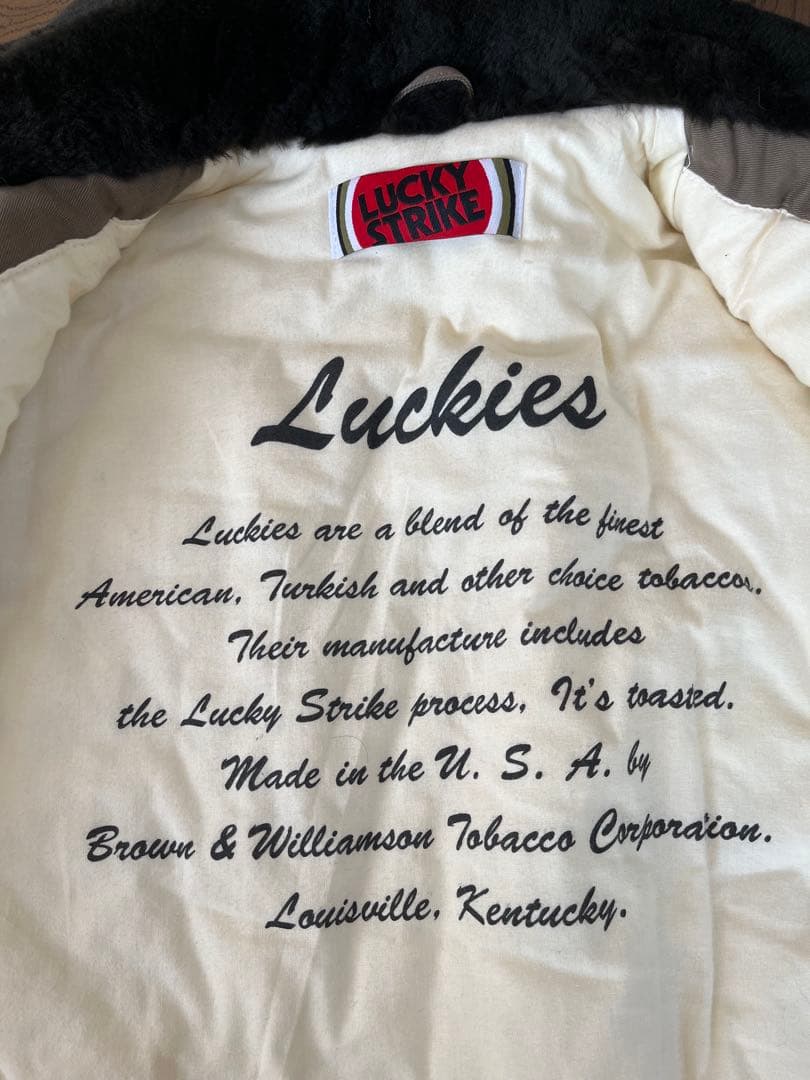 LUCKY
STRIKE
Luckies
Luckies are a blend of the finest
American, Turkish and other choice tobaccos.
Their manufacture includes
the Lucky Strike process, It's toasted.
Made in the U. S. A. by
Brown & Williamson Tobacco Corporation.
Louisville, Kentucky.